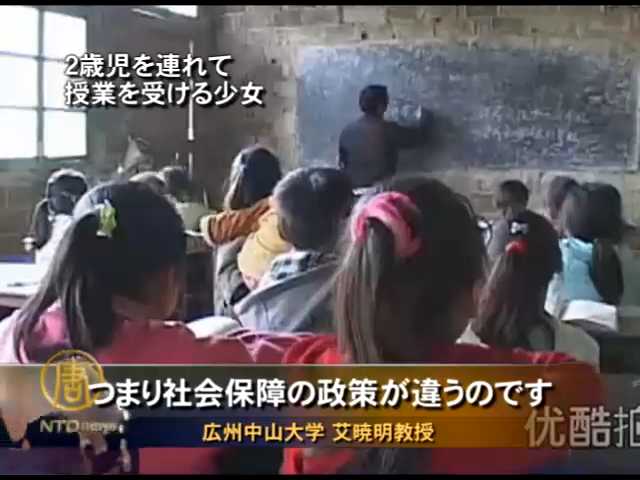 2歳児を連れて
授業を受ける少女
唐
つまり社会保障の政策が違うのです
NTDnews
広州中山大学 艾暁明教授
优酷拍